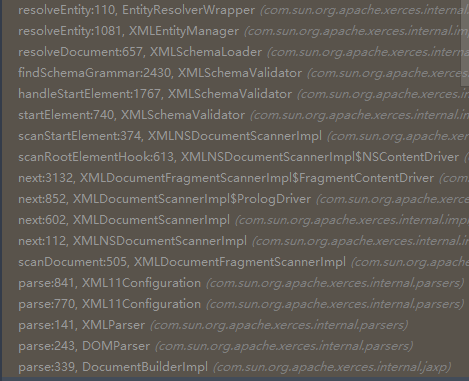 resolveEntity:110, EntityResolverWrapper (com.sun.org.apache.xerces.internal.
resolveEntity:1081, XMLEntityManager (com.sun.org.apache.xerces.internal.im
resolveDocument:657, XMLSchemaLoader (com.sun.org.apache.xerces.internal.
findSchemaGrammar:2430, XMLSchemaValidator (com.sun.org.apache.xerces
handleStartElement:1767, XMLSchemaValidator (com.sun.org.apache.xerces.
startElement:740, XMLSchemaValidator (com.sun.org.apache.xerces.internal.
scanStartElement:374, XMLNSDocumentScannerImpl (com.sun.org.apache.xer
scanRootElementHook:613, XMLNSDocumentScannerImpl$NSContentDriver (
next:3132, XMLDocumentFragmentScannerImpl$FragmentContentDriver (com
next:852, XMLDocumentScannerImpl$PrologDriver (com.sun.org.apache.xerces.
next:602, XMLDocumentScannerImpl (com.sun.org.apache.xerces.internal.impl
next:112, XMLNSDocumentScannerImpl (com.sun.org.apache.xerces.internal.i
scanDocument:505, XMLDocumentFragmentScannerImpl (com.sun.org.apache
parse:841, XML11Configuration (com.sun.org.apache.xerces.internal.parsers)
parse:770, XML11Configuration (com.sun.org.apache.xerces.internal.parsers)
parse:141, XMLParser (com.sun.org.apache.xerces.internal.parsers)
parse:243, DOMParser (com.sun.org.apache.xerces.internal.parsers)
parse:339, DocumentBuilderImpl (com.sun.org.apache.xerces.internal.jaxp)